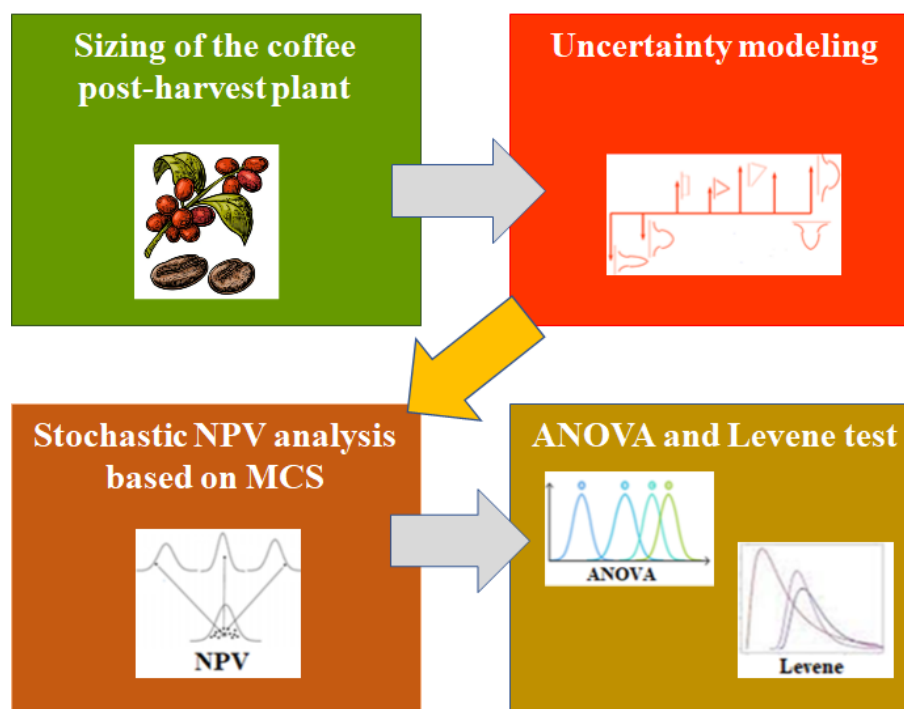 Sizing of the coffee
post-harvest plant
Uncertainty modeling
Stochastic NPV analysis
based on MCS
NPV
ANOVA and Levene test
ANOVA
Levene